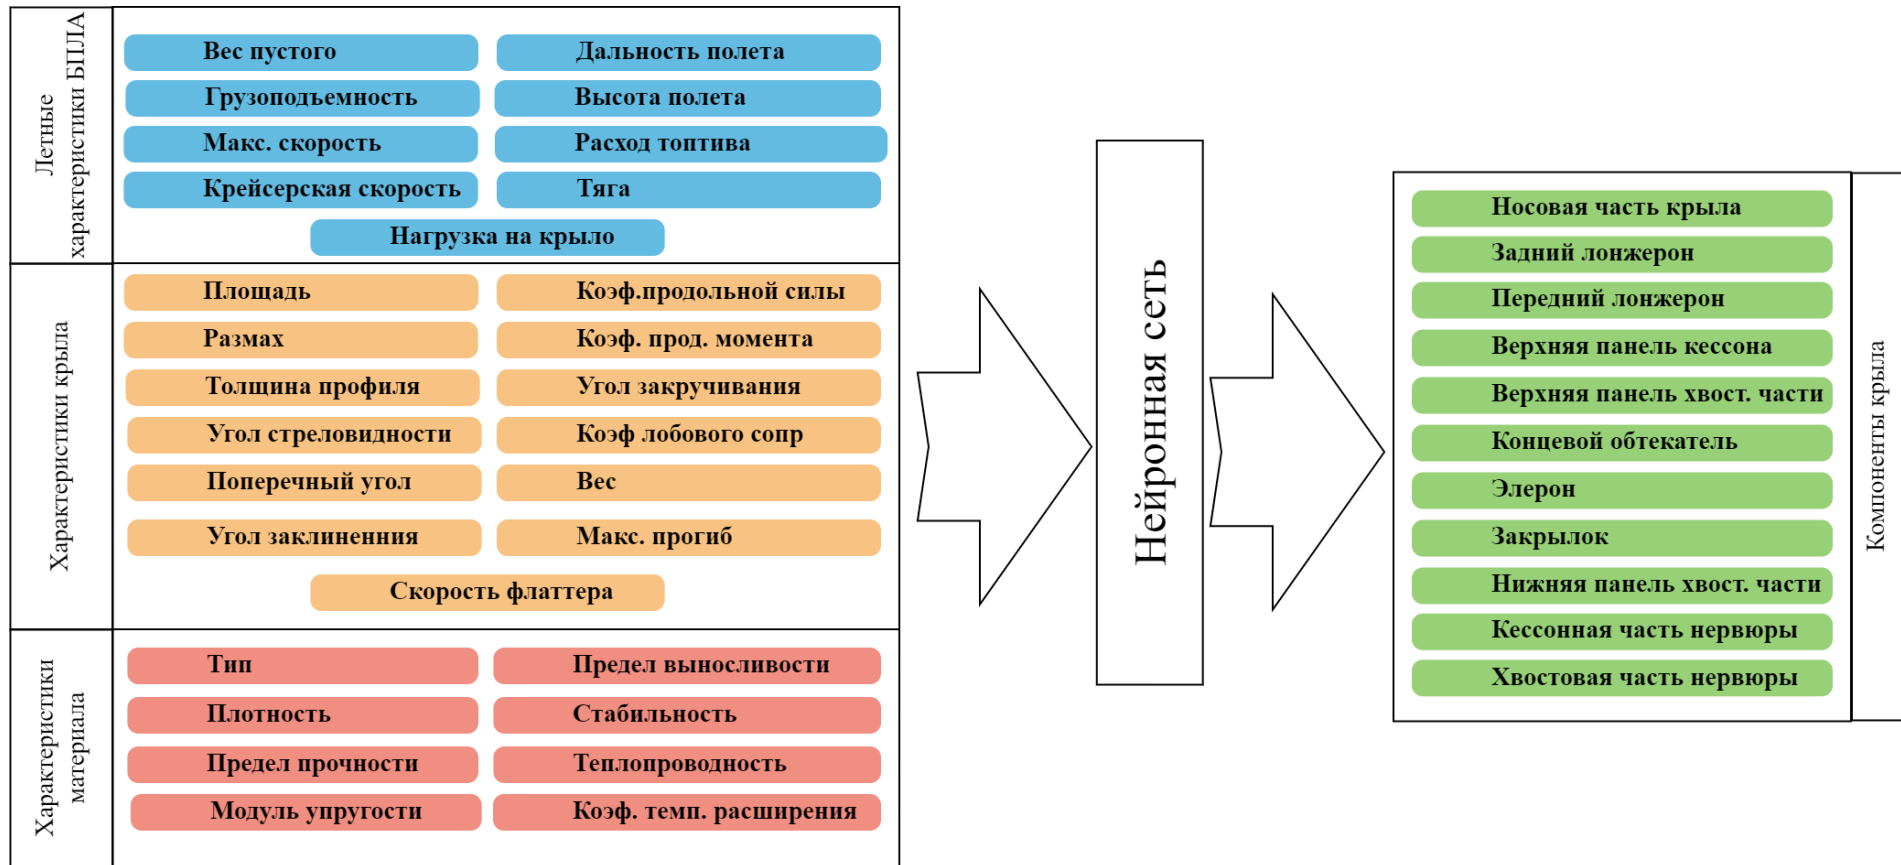 Летные
характеристики БПЛА
Вес пустого
Дальность полета
Грузоподъемность
Высота полета
Макс. скорость
Расход топтива
Крейсерская скорость
Тяга
Нагрузка на крыло
Характеристики крыла
Площадь
Коэф.продольной силы
Размах
Коэф. прод. момента
Толщина профиля
Угол закручивания
Угол стреловидности
Коэф лобового сопр
Поперечный угол
Вес
Угол заклиненния
Макс. прогиб
Скорость флаттера
Характеристики
материала
Тип
Предел выносливости
Плотность
Стабильность
Предел прочности
Теплопроводность
Модуль упругости
Коэф. темп. расширения
Нейронная сеть
Носовая часть крыла
Задний лонжерон
Передний лонжерон
Верхняя панель кессона
Верхняя панель хвост. части
Концевой обтекатель
Элерон
Закрылок
Нижняя панель хвост. части
Кессонная часть нервюры
Хвостовая часть нервюры
Компоненты крыла